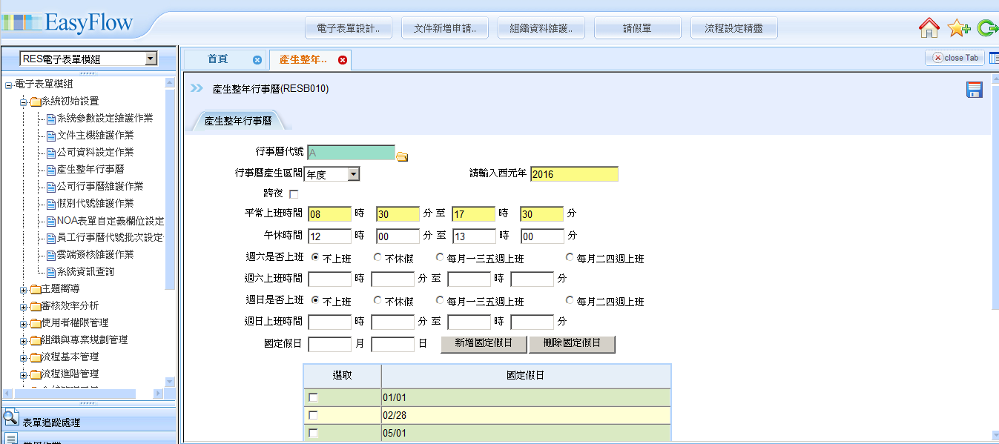 EasyFlow
電子表單設計.. 文件新增申請.. 組織資料維護.. 請假單 流程設定精靈
RES電子表單模組
首頁 產生整年.. close Tab
電子表單模組
系統初始設置
系統參數設定維護作業
文件主機維護作業
公司資料設定作業
產生整年行事曆
公司行事曆維護作業
假別代號維護作業
NOA表單自定義欄位設定
員工行事曆代號批次設定
雲端簽核維護作業
系統資訊查詢
主題嚮導
審核效率分析
使用者權限管理
組織與專案規劃管理
流程基本管理
流程進階管理
表單追蹤處理
產生整年行事曆(RESB010)
產生整年行事曆
行事曆代號 A
行事曆產生區間 年度 請輸入西元年 2016
跨夜
平常上班時間 08 時 30 分 至 17 時 30 分
午休時間 12 時 00 分 至 13 時 00 分
週六是否上班 不上班 不休假 每月一三五週上班 每月二四週上班
週六上班時間 時 分 至 時 分
週日是否上班 不上班 不休假 每月一三五週上班 每月二四週上班
週日上班時間 時 分 至 時 分
國定假日 月 日 新增國定假日 刪除國定假日
選取 國定假日
01/01
02/28
05/01